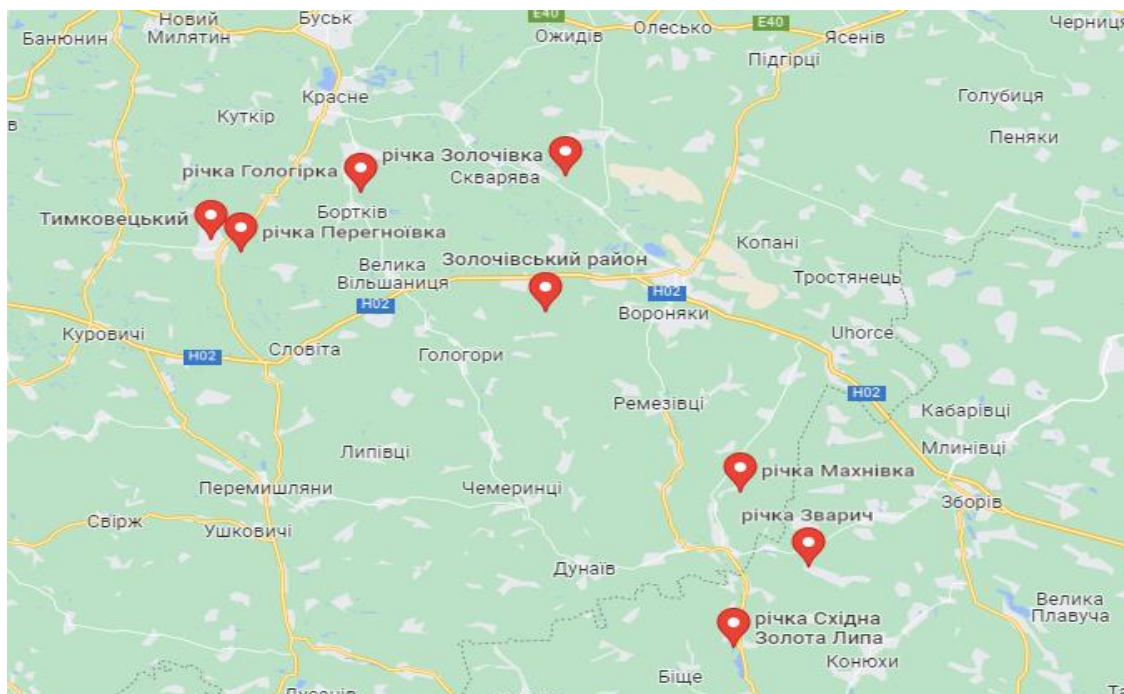 Новий
Милятин
Буськ
E40
E40
Черниця
Банюнин
Ожидів
Олесько
Ясенів
Підгірці
Красне
Голубиця
Куткір
в
Пеняки
річка Золочівка
Скварява
річка Гологірка
Бортків
Тимковецький
річка Перегноївка
Копані
Золочівський район
Велика
Вільшаниця
Тростянець
H02
H02
Вороняки
Куровичі
Uhorce
H02
Словіта
Гологори
H02
Ремезівці
Кабарівці
Млинівці
Липівці
річка Махнівка
Перемишляни
Чемеринці
Зборів
Свірж
Ушковичі
річка Зварич
Дунаїв
Велика
Плавуча
річка Східна
Золота Липа
Конюхи
Біще
Та